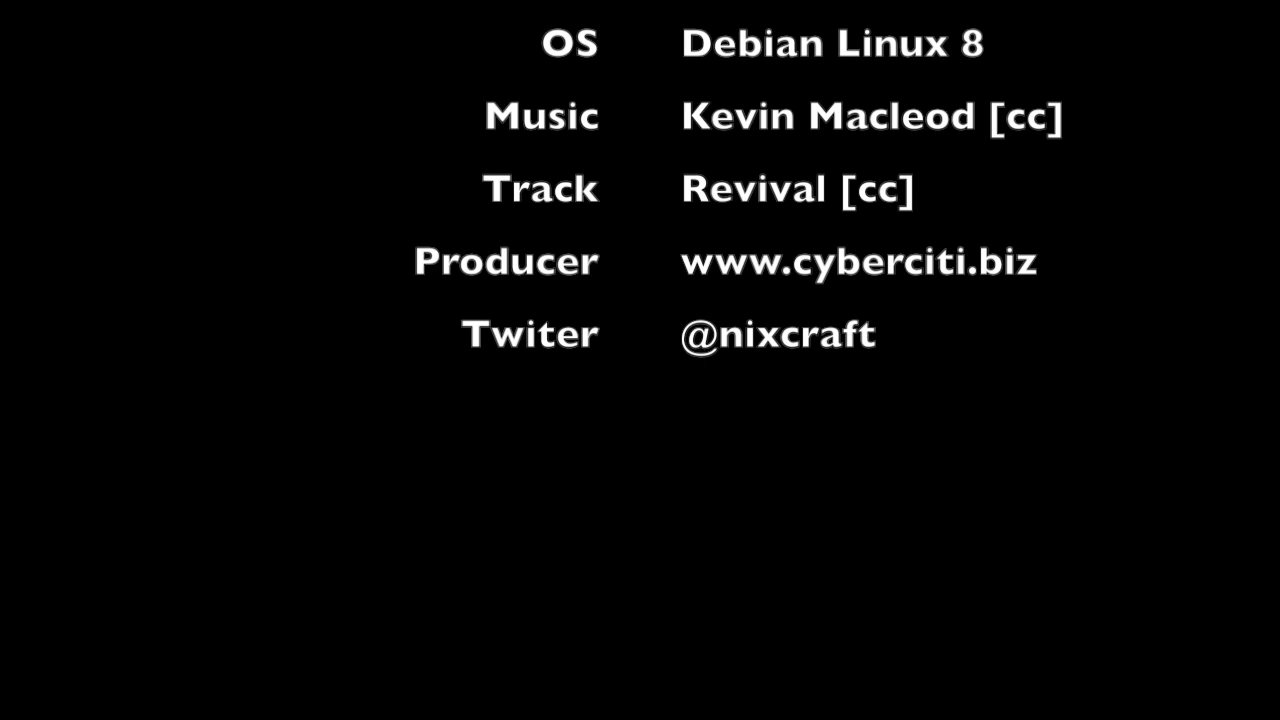 OS Debian Linux 8
Music Kevin Macleod [cc]
Track Revival [cc]
Producer www.cyberciti.biz
Twiter @nixcraft